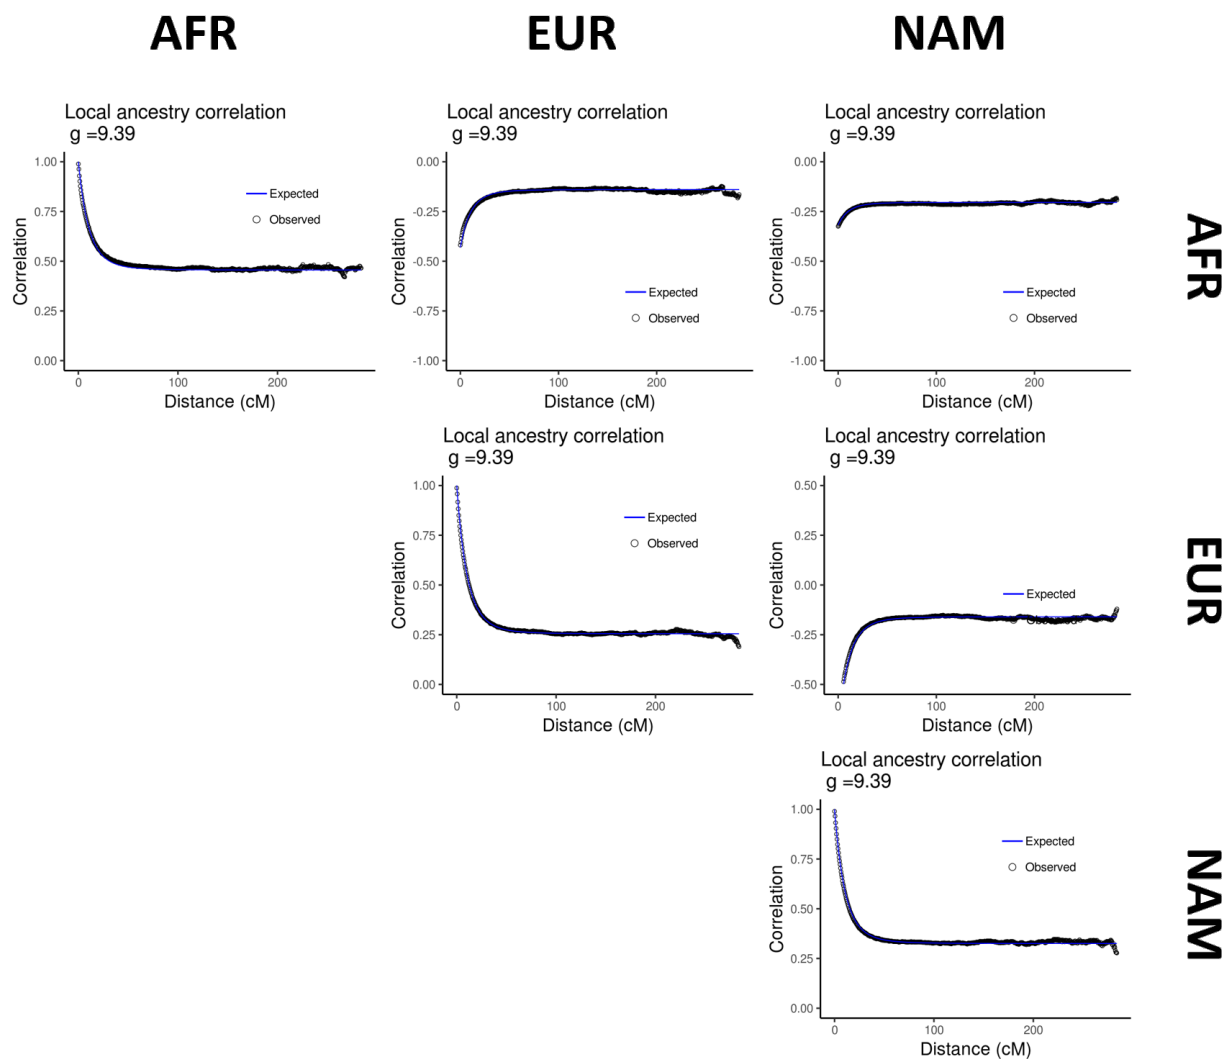 AFR
EUR
NAM
Local ancestry correlation
g =9.39
1.00
0.75
0.50
0.25
0.00
Correlation
Expected
Observed
0
100
200
Distance (cM)
Local ancestry correlation
g =9.39
0.00
-0.25
-0.50
-0.75
-1.00
Correlation
Expected
Observed
0
100
200
Distance (cM)
Local ancestry correlation
g =9.39
0.00
-0.25
-0.50
-0.75
-1.00
Correlation
Expected
Observed
0
100
200
Distance (cM)
AFR
Local ancestry correlation
g =9.39
1.00
0.75
0.50
0.25
0.00
Correlation
Expected
Observed
0
100
200
Distance (cM)
Local ancestry correlation
g =9.39
0.50
0.25
0.00
-0.25
-0.50
Correlation
Expected
0
100
200
Distance (cM)
EUR
Local ancestry correlation
g =9.39
1.00
0.75
0.50
0.25
0.00
Correlation
Expected
Observed
0
100
200
Distance (cM)
NAM